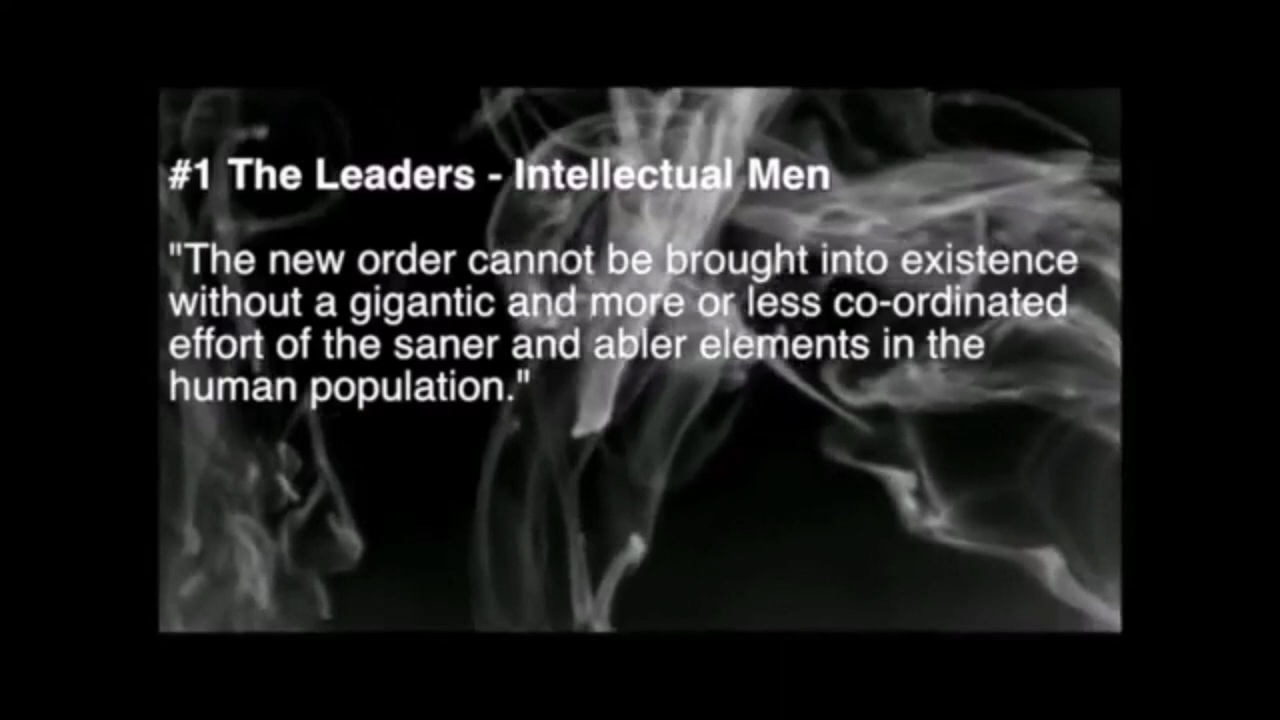 #1 The Leaders - Intellectual Men
"The new order cannot be brought into existence
without a gigantic and more or less co-ordinated
effort of the saner and abler elements in the
human population."